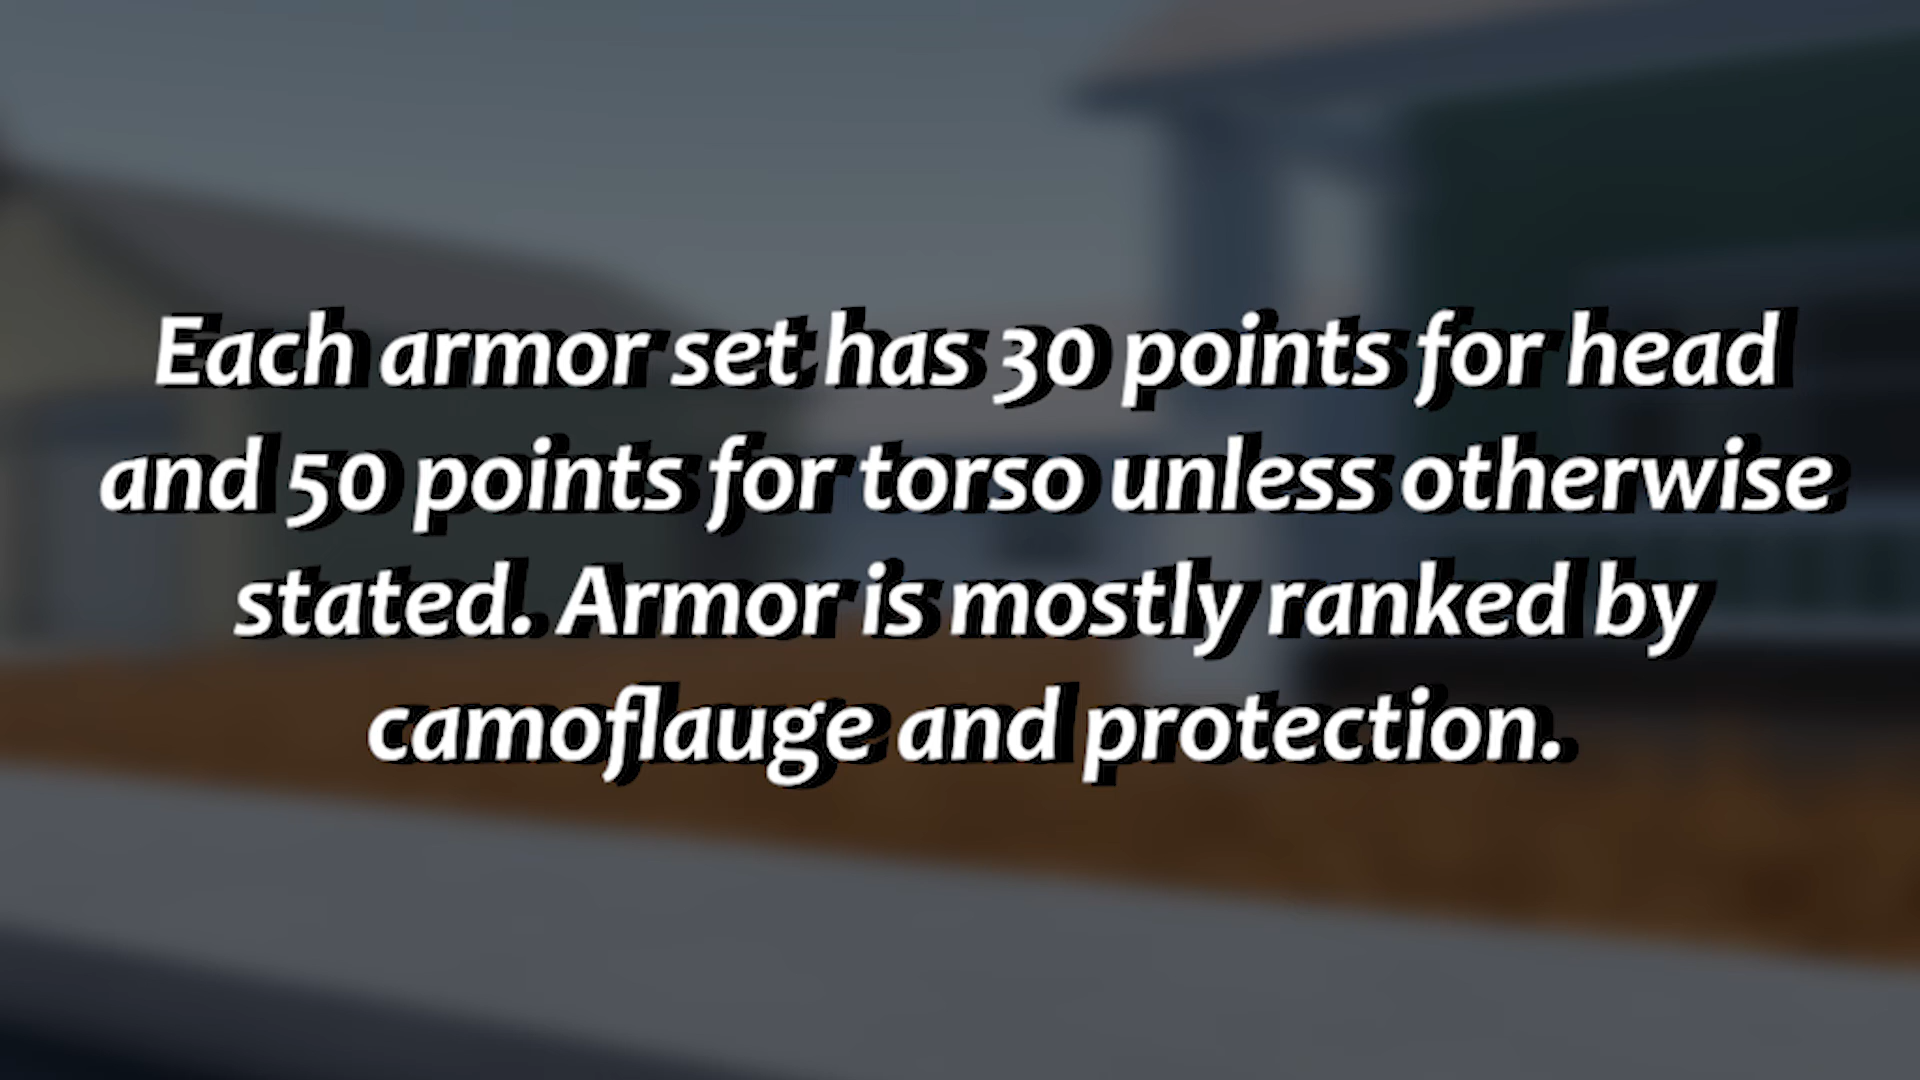 Each armor set has 30 points for head
and 50 points for torso unless otherwise
stated. Armor is mostly ranked by
camoflauge and protection.